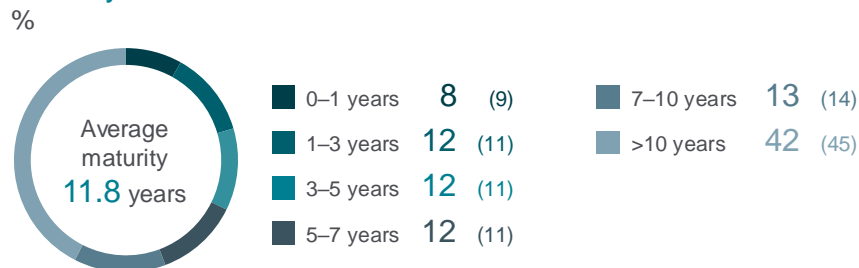 %
Average
maturity
11.8 years
0–1 years 8 (9)
1–3 years 12 (11)
3–5 years 12 (11)
5–7 years 12 (11)
7–10 years 13 (14)
>10 years 42 (45)